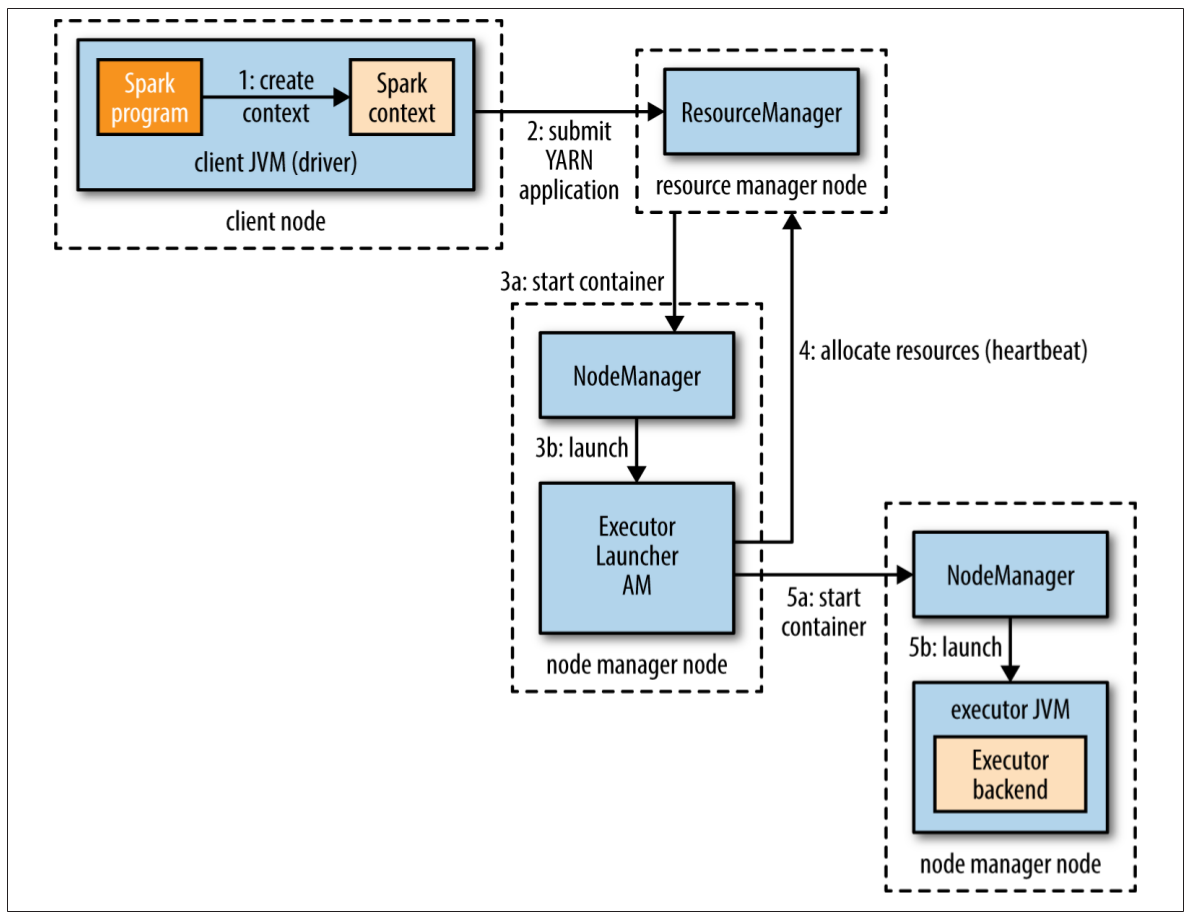 Spark
program
1: create
context
Spark
context
client JVM (driver)
client node
2: submit
YARN
application
ResourceManager
resource manager node
3a: start container
NodeManager
3b: launch
Executor
Launcher
AM
node manager node
4: allocate resources (heartbeat)
5a: start
container
NodeManager
5b: launch
executor JVM
Executor
backend
node manager node